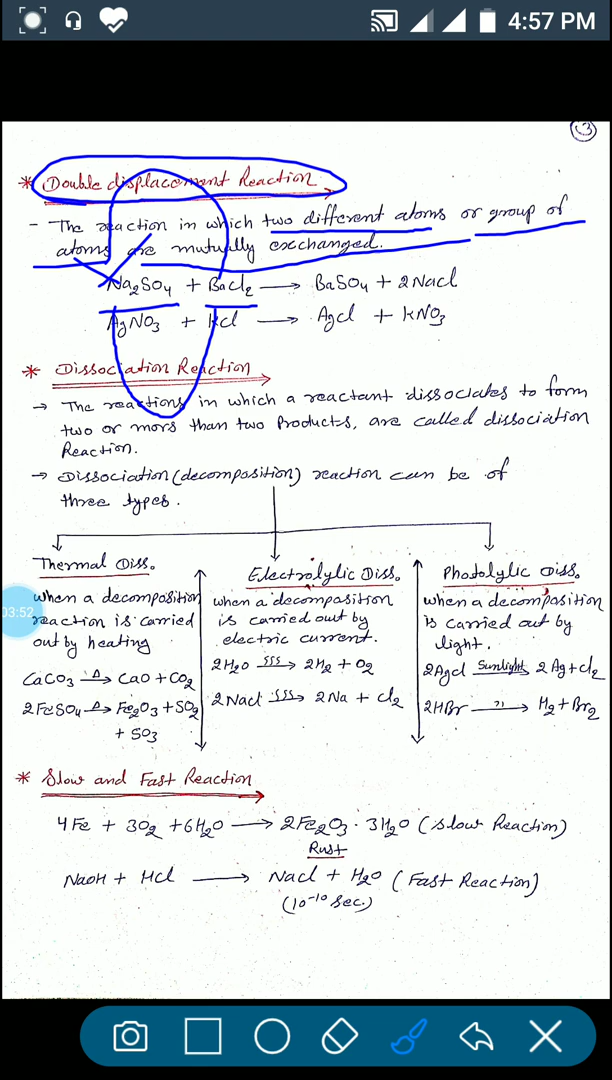 4:57 PM
3
* Double displacement Reaction
- The reaction in which two different atoms or group of
atoms are mutually exchanged.
Na₂SO₄ + BaCl₂ ⟶ BaSO₄ + 2Nacl
AgNO₃ + kcl ⟶ Agcl + kNO₃
* Dissociation Reaction
→ The reactions in which a reactant dissociates to form
two or mors than two Products, are called dissociation
Reaction.
→ Dissociation (decomposition) reaction can be of
three types.
Thermal Diss.
when a decomposition
reaction is carried
out by heating
CaCO₃ —Δ→ CaO + CO₂
2FeSO₄ —Δ→ Fe₂O₃ + SO₂
+ SO₃
Electrolylic Diss.
when a decomposition
is carried out by
electric current.
2H₂O —ʃʃʃ→ 2H₂ + O₂
2Nacl —ʃʃʃ→ 2Na + Cl₂
Photolylic Diss.
when a decomposition
is carried out by
light.
2Agcl —Sunlight→ 2Ag + cl₂
2HBr —''→ H₂ + Br₂
03:52
* Slow and Fast Reaction
4Fe + 3O₂ + 6H₂O ⟶ 2Fe₂O₃ · 3H₂O (Slow Reaction)
Rust
NaOH + Hcl ⟶ Nacl + H₂O (Fast Reaction)
(10⁻¹⁰ Sec.)